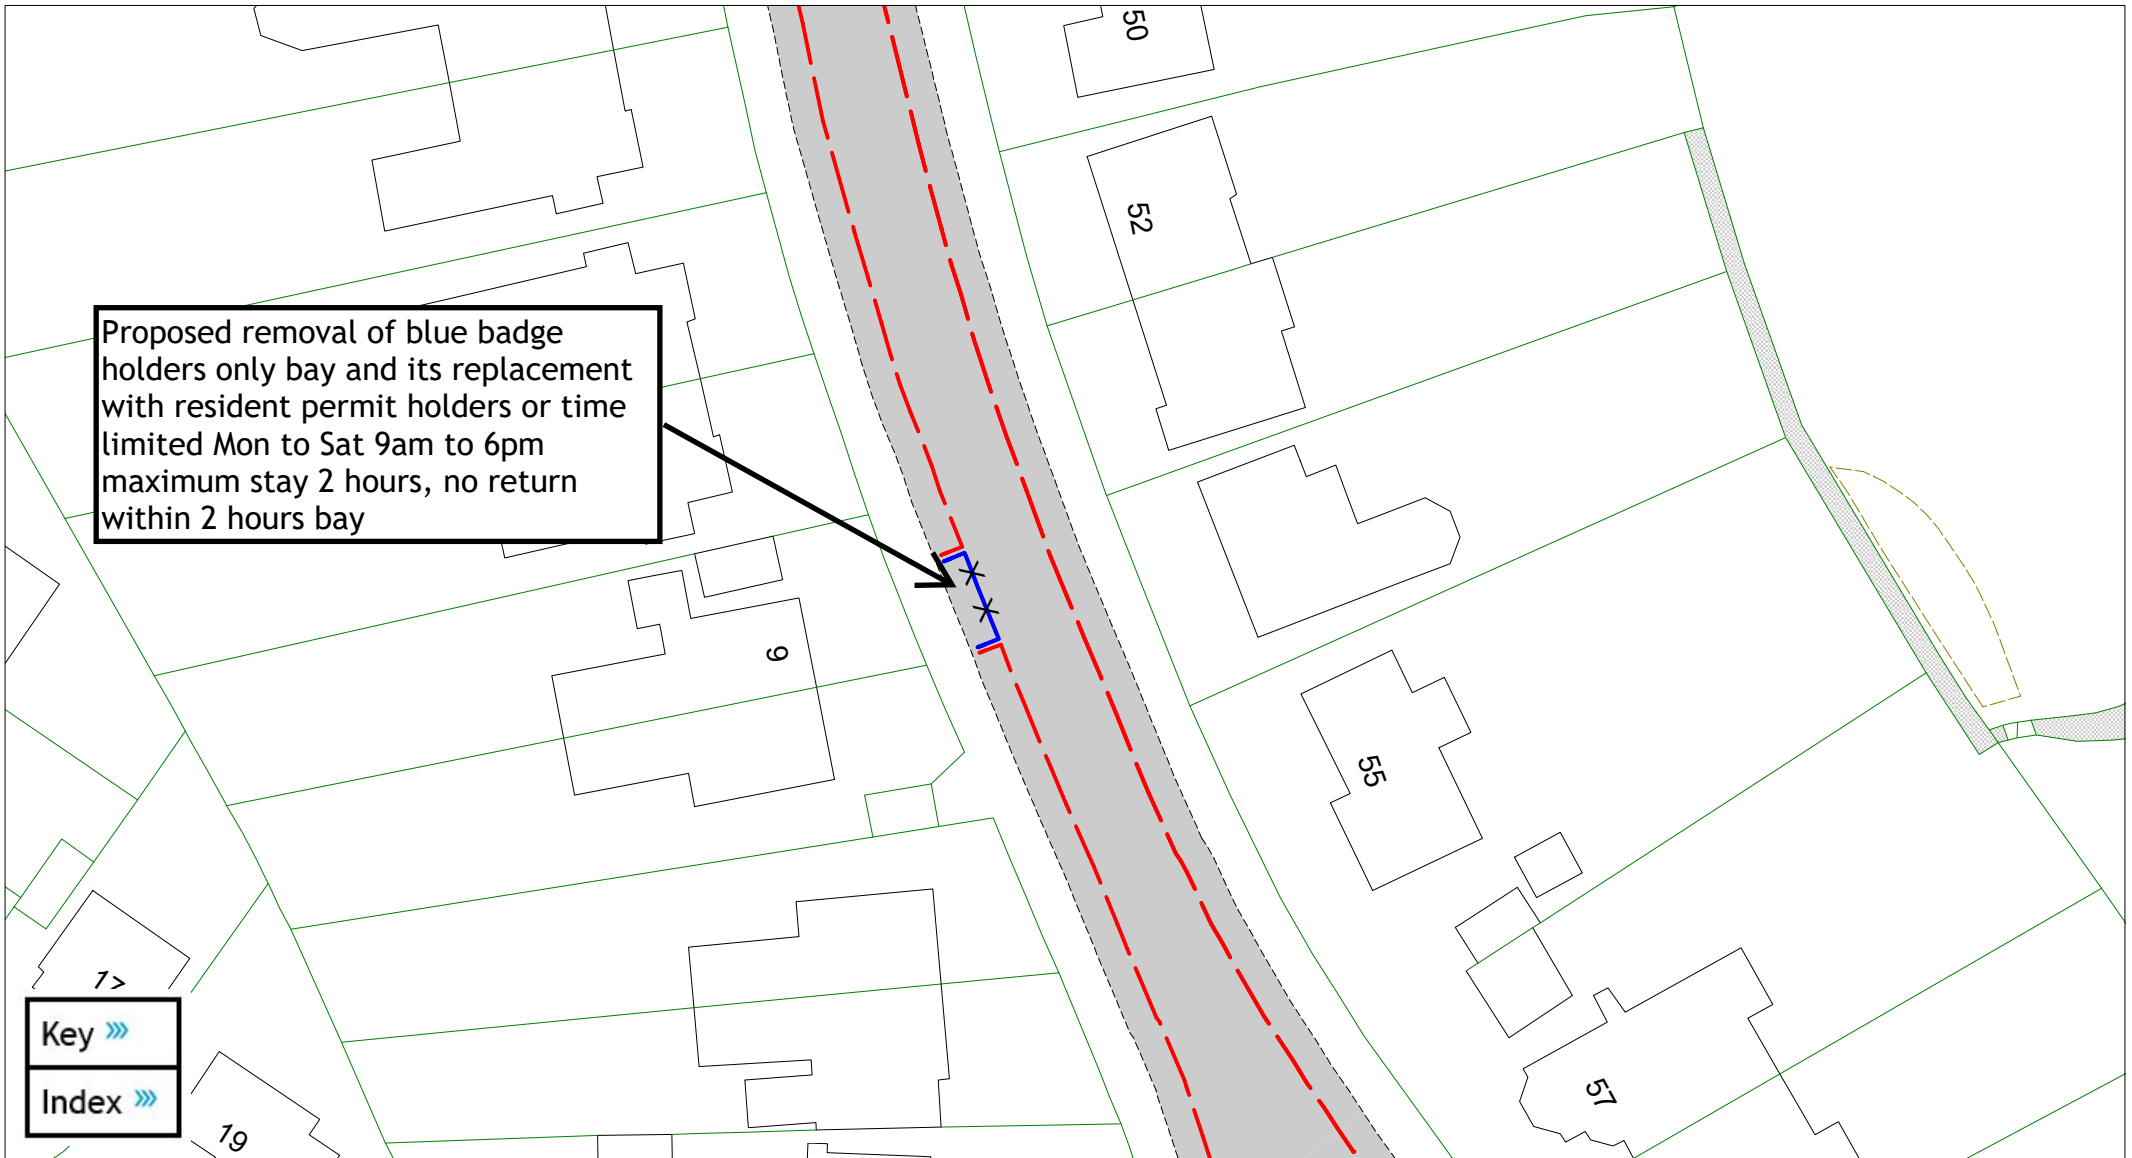 50
52
Proposed removal of blue badge
holders only bay and its replacement
with resident permit holders or time
limited Mon to Sat 9am to 6pm
maximum stay 2 hours, no return
within 2 hours bay
9
55
17
Key
Index
57
19